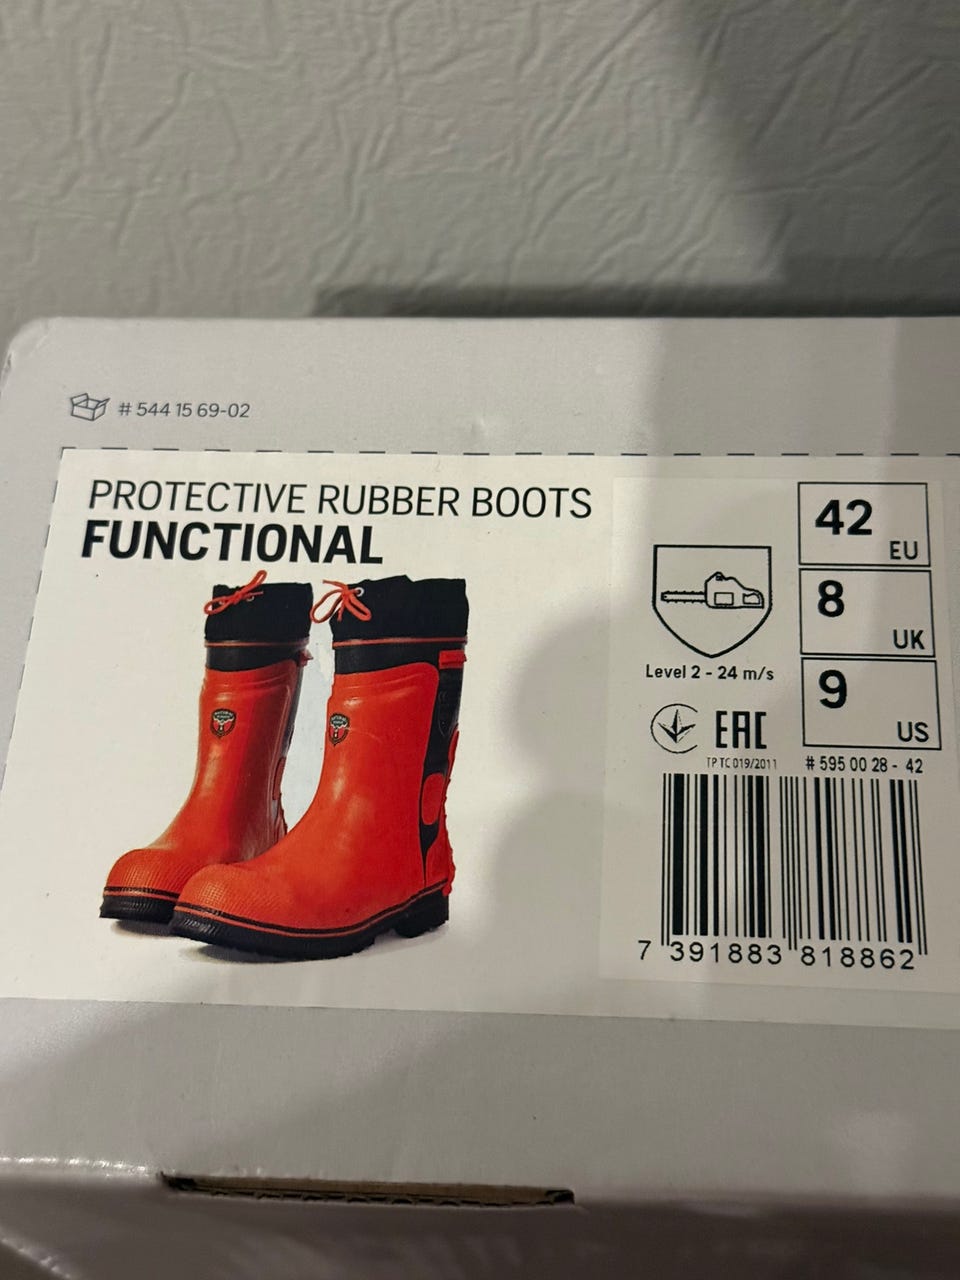 # 544 15 69-02
PROTECTIVE RUBBER BOOTS
FUNCTIONAL
42 EU
8 UK
9 US
Level 2 - 24 m/s
EAC
TP TC 019/2011
# 595 00 28 - 42
7 391883 818862